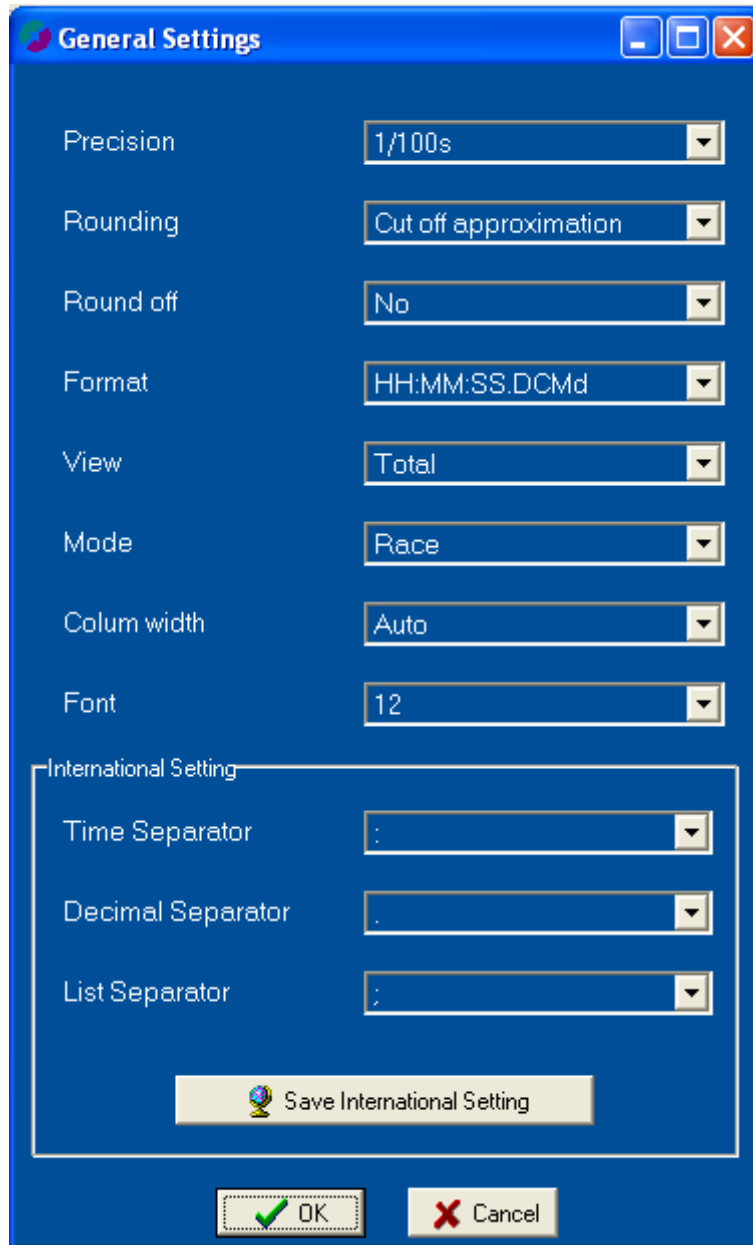 General Settings
Precision 1/100s
Rounding Cut off approximation
Round off No
Format HH:MM:SS.DCMd
View Total
Mode Race
Colum width Auto
Font 12
International Setting
Time Separator :
Decimal Separator .
List Separator ;
Save International Setting
OK Cancel